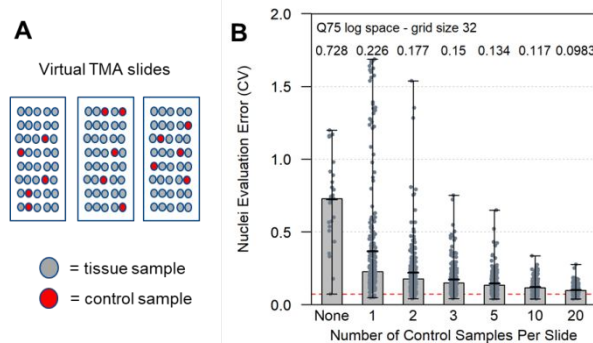 A
Virtual TMA slides
= tissue sample
= control sample
B
Q75 log space - grid size 32
0.728 0.226 0.177 0.15 0.134 0.117 0.0983
Nuclei Evaluation Error (CV)
2.0
1.5
1.0
0.5
0.0
None 1 2 3 5 10 20
Number of Control Samples Per Slide